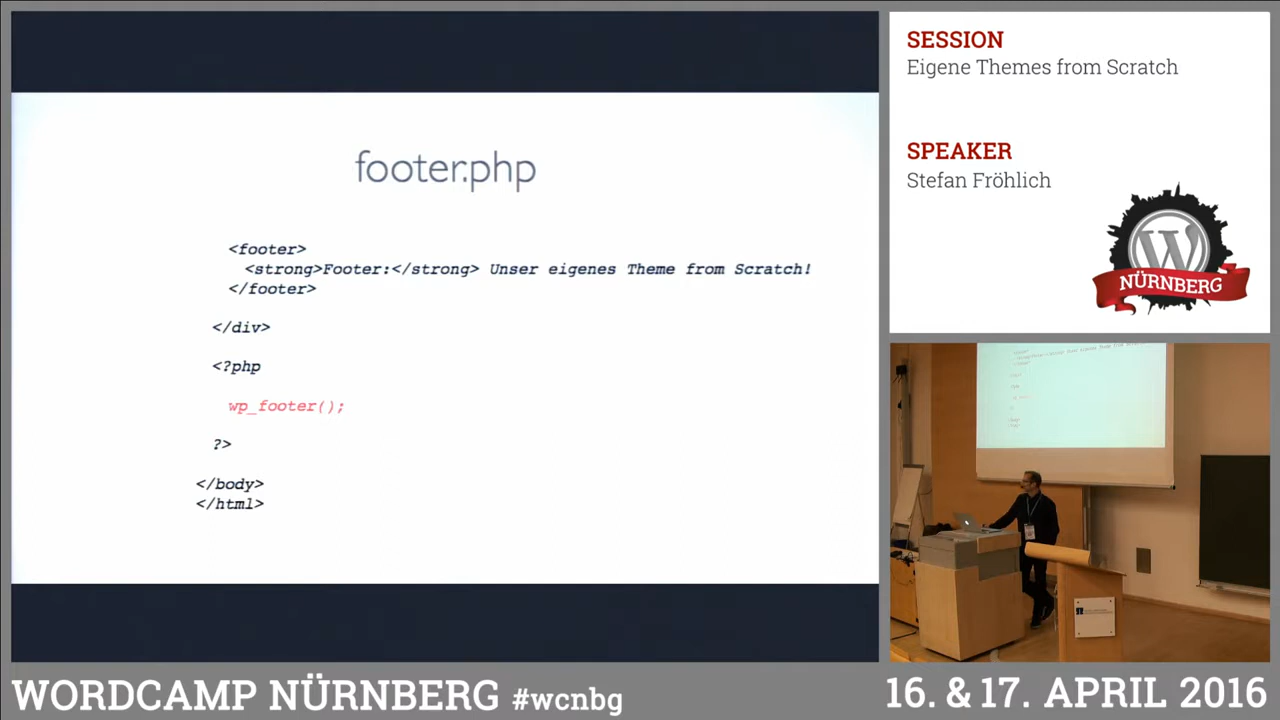 footer.php
<footer>
<strong>Footer:</strong> Unser eigenes Theme from Scratch!
</footer>
</div>
<?php
wp_footer();
?>
</body>
</html>
SESSION
Eigene Themes from Scratch
SPEAKER
Stefan Fröhlich
W
NÜRNBERG
WORDCAMP NÜRNBERG #wcnbg
16. & 17. APRIL 2016